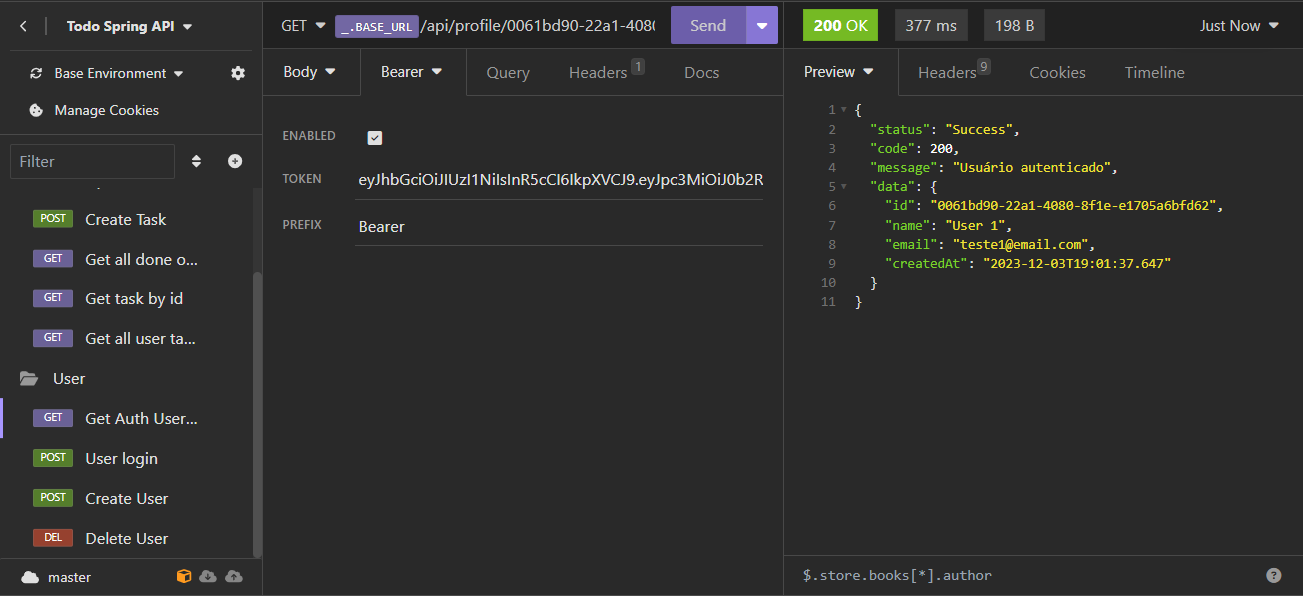 Todo Spring API
Base Environment
Manage Cookies
Filter
POST Create Task
GET Get all done o...
GET Get task by id
GET Get all user ta...
User
GET Get Auth User...
POST User login
POST Create User
DEL Delete User
master
GET _.BASE_URL /api/profile/0061bd90-22a1-4080
Send
Body Bearer Query Headers 1 Docs
ENABLED
TOKEN eyJhbGciOiJIUzI1NiIsInR5cCI6IkpXVCJ9.eyJpc3MiOiJ0b2R
PREFIX Bearer
200 OK 377 ms 198 B Just Now
Preview Headers 9 Cookies Timeline
1 {
2 "status": "Success",
3 "code": 200,
4 "message": "Usuário autenticado",
5 "data": {
6 "id": "0061bd90-22a1-4080-8f1e-e1705a6bfd62",
7 "name": "User 1",
8 "email": "teste1@email.com",
9 "createdAt": "2023-12-03T19:01:37.647"
10 }
11 }
$.store.books[*].author
?